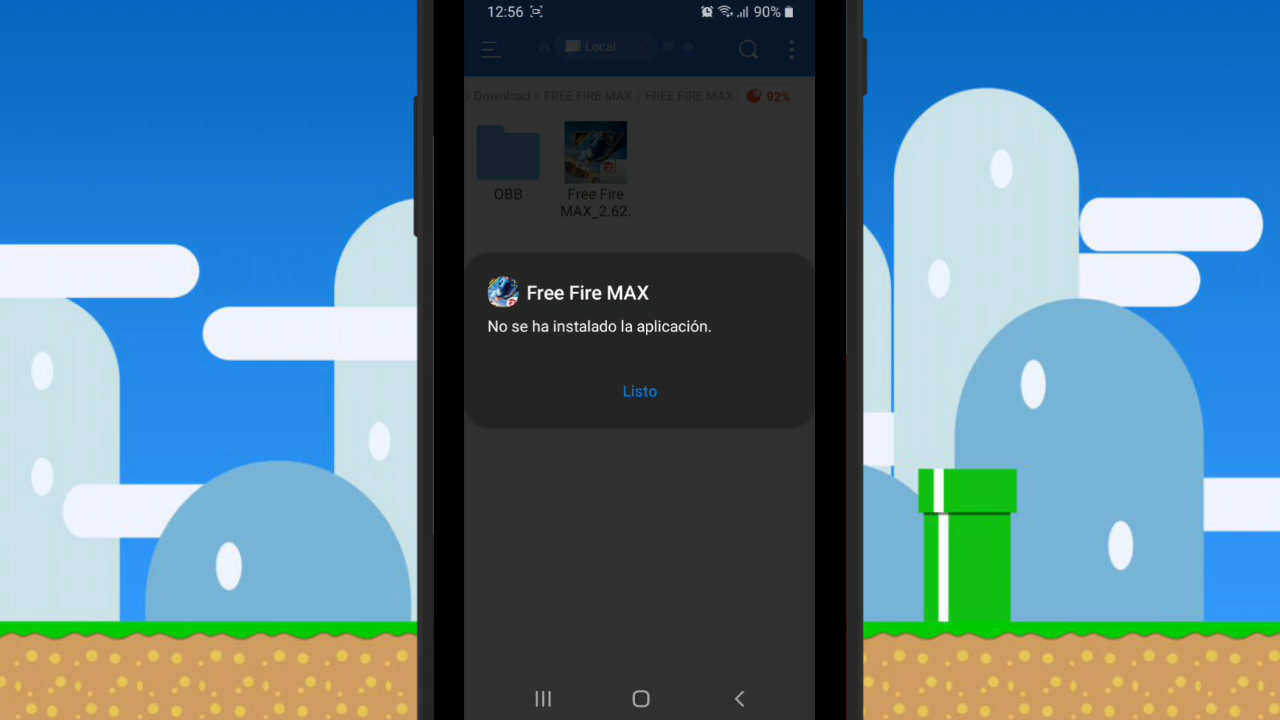 12:56
90%
Local
Download > FREE FIRE MAX > FREE FIRE MAX
92%
OBB
Free Fire
MAX_2.62.
Free Fire MAX
No se ha instalado la aplicación.
Listo